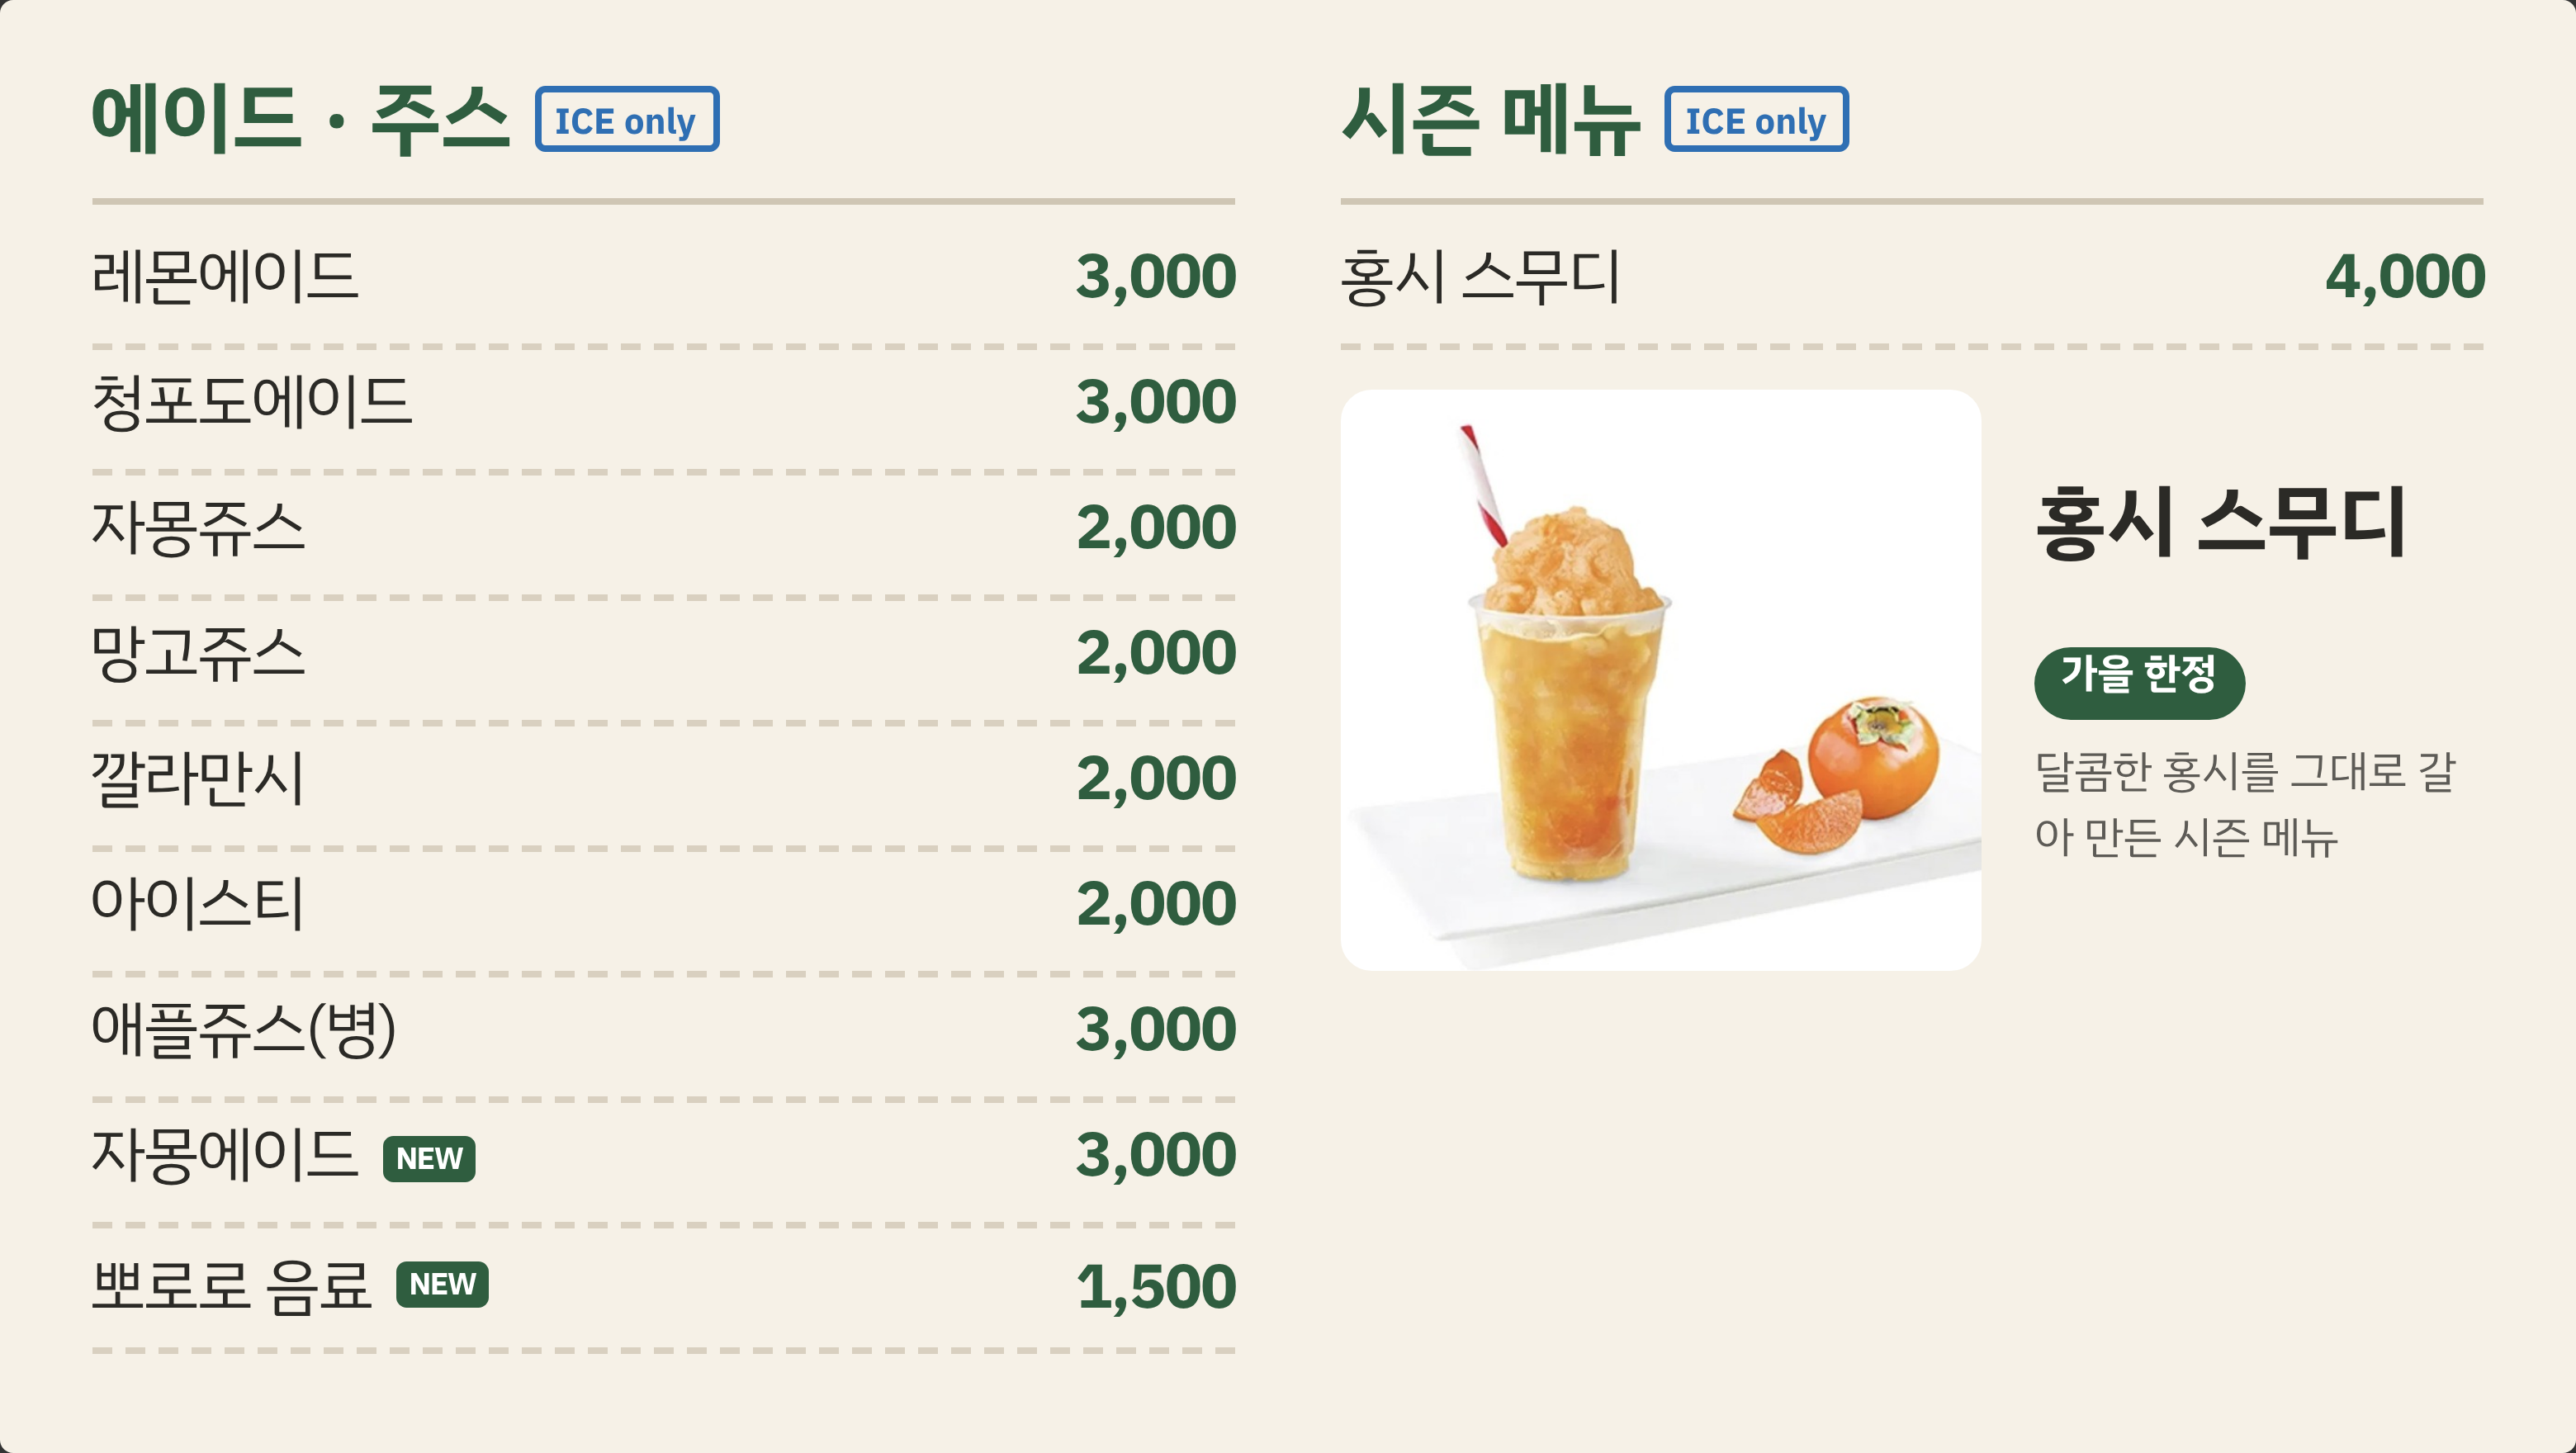 에이드 · 주스 ICE only
레몬에이드 3,000
청포도에이드 3,000
자몽쥬스 2,000
망고쥬스 2,000
깔라만시 2,000
아이스티 2,000
애플쥬스(병) 3,000
자몽에이드 NEW 3,000
뽀로로 음료 NEW 1,500
시즌 메뉴 ICE only
홍시 스무디 4,000
홍시 스무디
가을 한정
달콤한 홍시를 그대로 갈
아 만든 시즌 메뉴